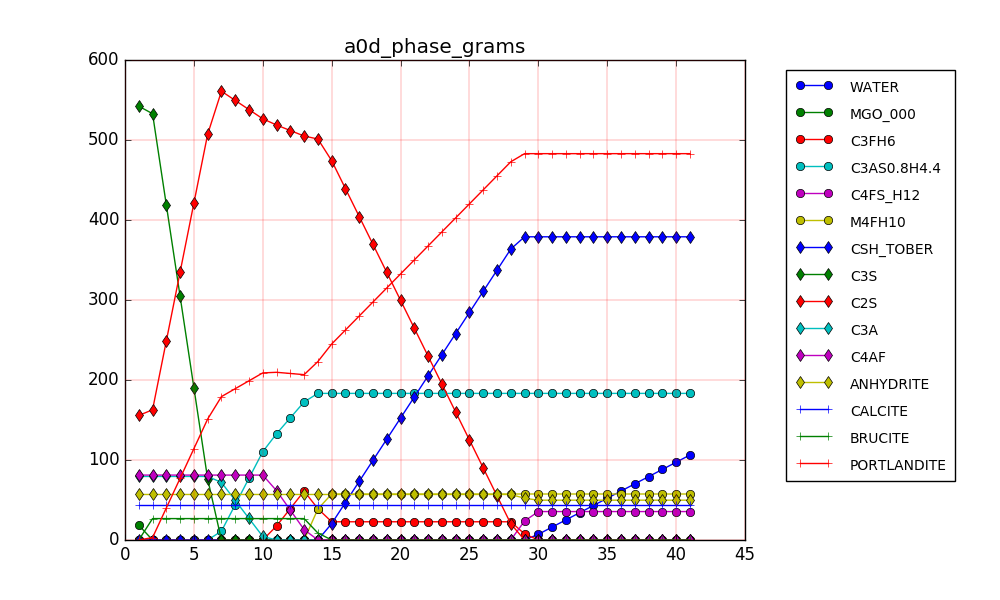 a0d_phase_grams
600
500
400
300
200
100
0
0 5 10 15 20 25 30 35 40 45
WATER
MGO_000
C3FH6
C3AS0.8H4.4
C4FS_H12
M4FH10
CSH_TOBER
C3S
C2S
C3A
C4AF
ANHYDRITE
CALCITE
BRUCITE
PORTLANDITE